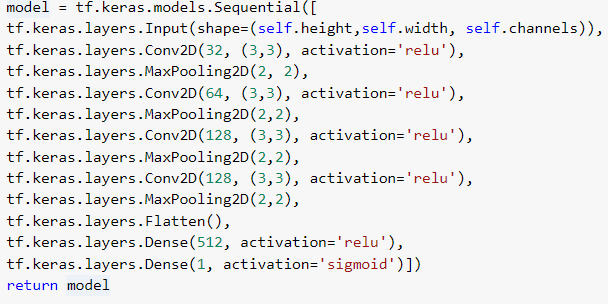 model = tf.keras.models.Sequential([
tf.keras.layers.Input(shape=(self.height,self.width, self.channels)),
tf.keras.layers.Conv2D(32, (3,3), activation='relu'),
tf.keras.layers.MaxPooling2D(2, 2),
tf.keras.layers.Conv2D(64, (3,3), activation='relu'),
tf.keras.layers.MaxPooling2D(2,2),
tf.keras.layers.Conv2D(128, (3,3), activation='relu'),
tf.keras.layers.MaxPooling2D(2,2),
tf.keras.layers.Conv2D(128, (3,3), activation='relu'),
tf.keras.layers.MaxPooling2D(2,2),
tf.keras.layers.Flatten(),
tf.keras.layers.Dense(512, activation='relu'),
tf.keras.layers.Dense(1, activation='sigmoid')])
return model